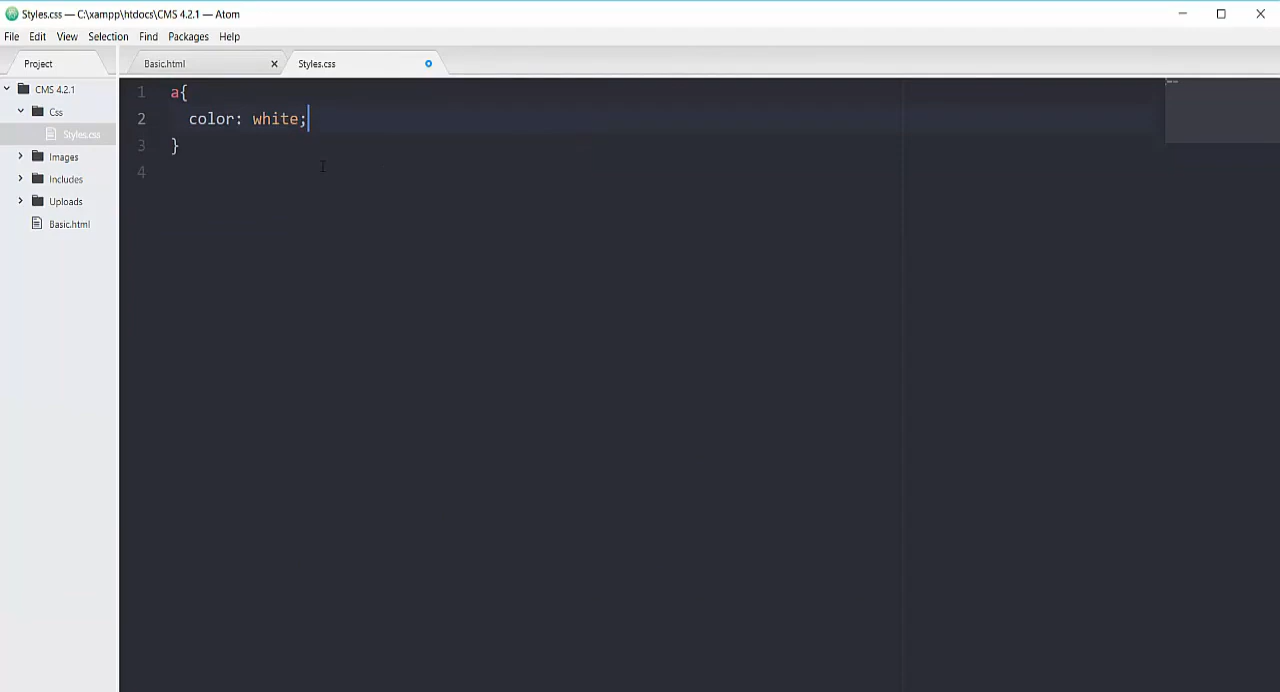 Styles.css — C:\xampp\htdocs\CMS 4.2.1 — Atom
File Edit View Selection Find Packages Help
Project
Basic.html
Styles.css
CMS 4.2.1
Css
Styles.css
Images
Includes
Uploads
Basic.html
1 a{
2 color: white;
3 }
4